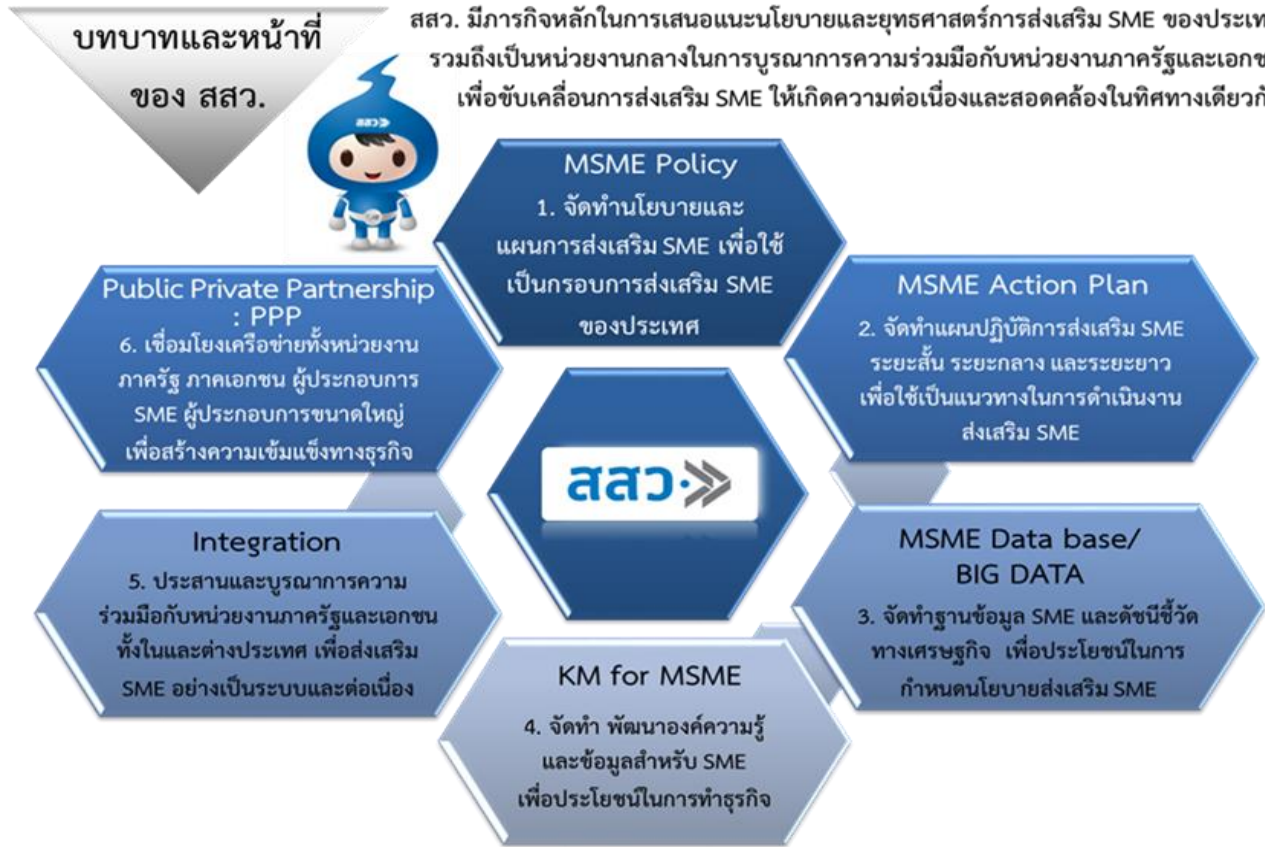 บทบาทและหน้าที่
ของ สสว.
สสว. มีภารกิจหลักในการเสนอแนะนโยบายและยุทธศาสตร์การส่งเสริม SME ของประเท
รวมถึงเป็นหน่วยงานกลางในการบูรณาการความร่วมมือกับหน่วยงานภาครัฐและเอกช
เพื่อขับเคลื่อนการส่งเสริม SME ให้เกิดความต่อเนื่องและสอดคล้องในทิศทางเดียวกั
สสว
MSME Policy
1. จัดทำนโยบายและ
แผนการส่งเสริม SME เพื่อใช้
เป็นกรอบการส่งเสริม SME
ของประเทศ
MSME Action Plan
2. จัดทำแผนปฏิบัติการส่งเสริม SME
ระยะสั้น ระยะกลาง และระยะยาว
เพื่อใช้เป็นแนวทางในการดำเนินงาน
ส่งเสริม SME
MSME Data base/
BIG DATA
3. จัดทำฐานข้อมูล SME และดัชนีชี้วัด
ทางเศรษฐกิจ เพื่อประโยชน์ในการ
กำหนดนโยบายส่งเสริม SME
KM for MSME
4. จัดทำ พัฒนาองค์ความรู้
และข้อมูลสำหรับ SME
เพื่อประโยชน์ในการทำธุรกิจ
Integration
5. ประสานและบูรณาการความ
ร่วมมือกับหน่วยงานภาครัฐและเอกชน
ทั้งในและต่างประเทศ เพื่อส่งเสริม
SME อย่างเป็นระบบและต่อเนื่อง
Public Private Partnership
: PPP
6. เชื่อมโยงเครือข่ายทั้งหน่วยงาน
ภาครัฐ ภาคเอกชน ผู้ประกอบการ
SME ผู้ประกอบการขนาดใหญ่
เพื่อสร้างความเข้มแข็งทางธุรกิจ
สสว